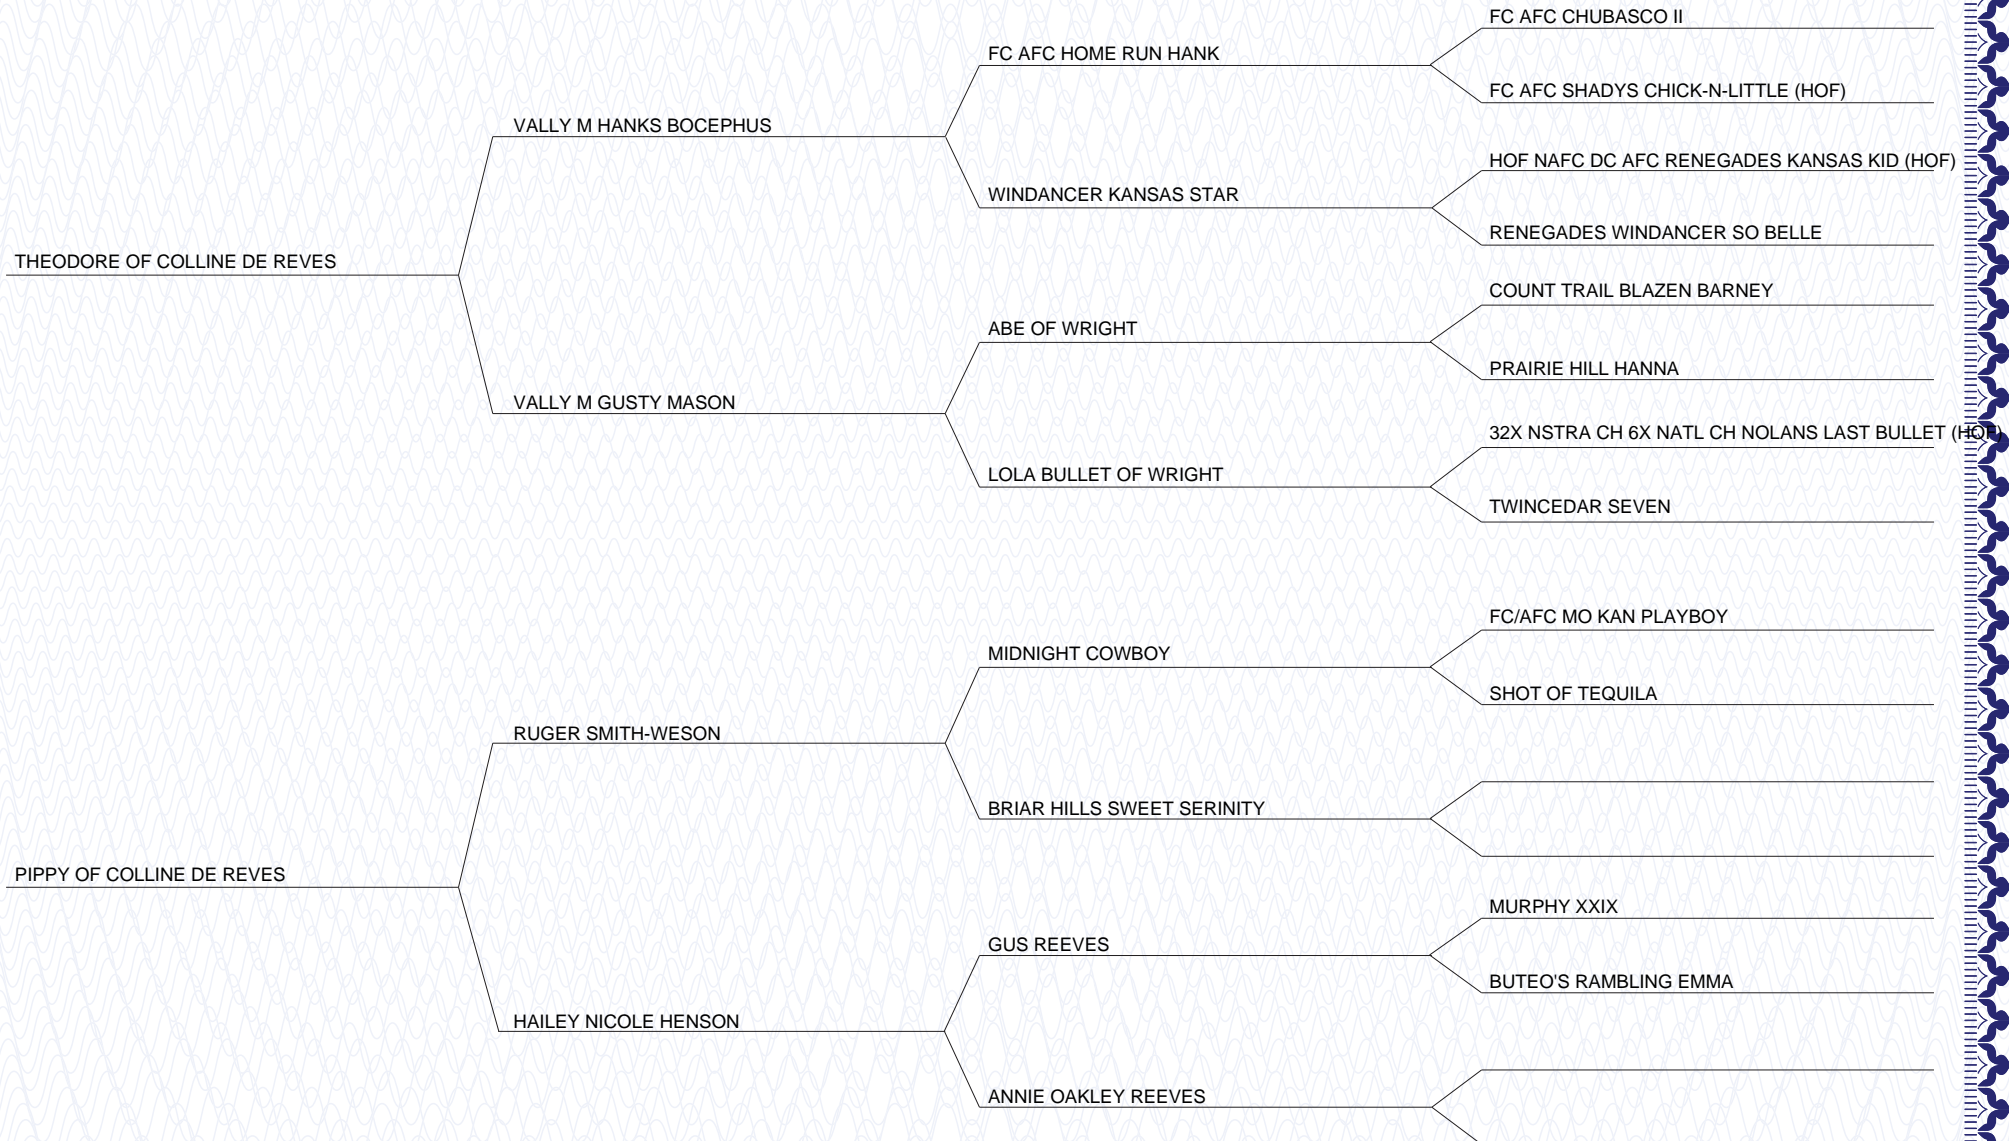 FC AFC CHUBASCO II
FC AFC HOME RUN HANK
FC AFC SHADYS CHICK-N-LITTLE (HOF)
VALLY M HANKS BOCEPHUS
HOF NAFC DC AFC RENEGADES KANSAS KID (HOF)
WINDANCER KANSAS STAR
RENEGADES WINDANCER SO BELLE
THEODORE OF COLLINE DE REVES
COUNT TRAIL BLAZEN BARNEY
ABE OF WRIGHT
PRAIRIE HILL HANNA
VALLY M GUSTY MASON
32X NSTRA CH 6X NATL CH NOLANS LAST BULLET (HOF)
LOLA BULLET OF WRIGHT
TWINCEDAR SEVEN
FC/AFC MO KAN PLAYBOY
MIDNIGHT COWBOY
SHOT OF TEQUILA
RUGER SMITH-WESON
BRIAR HILLS SWEET SERINITY
PIPPY OF COLLINE DE REVES
MURPHY XXIX
GUS REEVES
BUTEO'S RAMBLING EMMA
HAILEY NICOLE HENSON
ANNIE OAKLEY REEVES